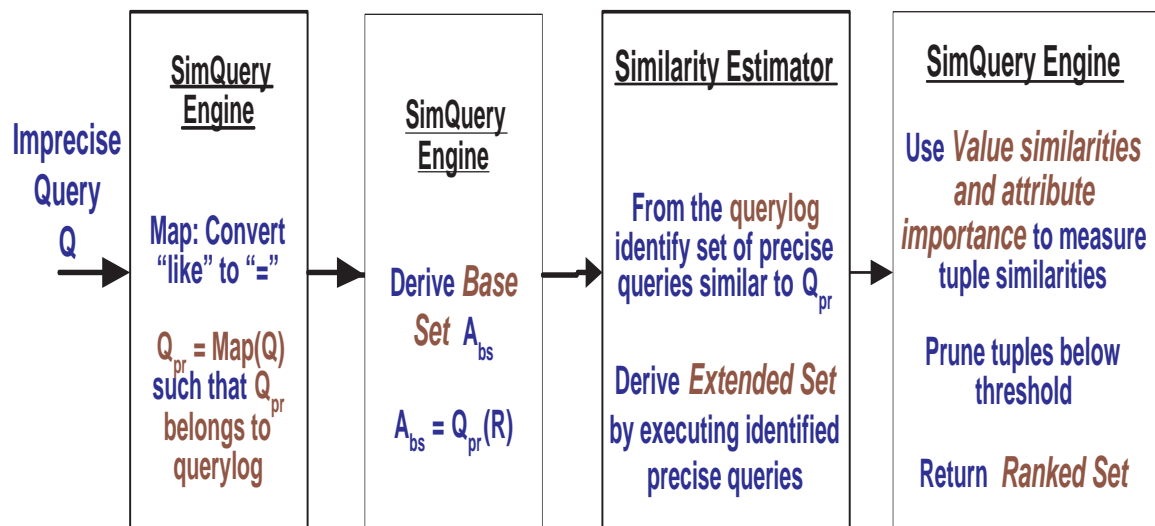 Imprecise
Query
Q
SimQuery
Engine
Map: Convert
“like” to “=”
Qpr = Map(Q)
such that Qpr
belongs to
querylog
SimQuery
Engine
Derive Base
Set Abs
Abs = Qpr(R)
Similarity Estimator
From the querylog
identify set of precise
queries similar to Qpr
Derive Extended Set
by executing identified
precise queries
SimQuery Engine
Use Value similarities
and attribute
importance to measure
tuple similarities
Prune tuples below
threshold
Return Ranked Set